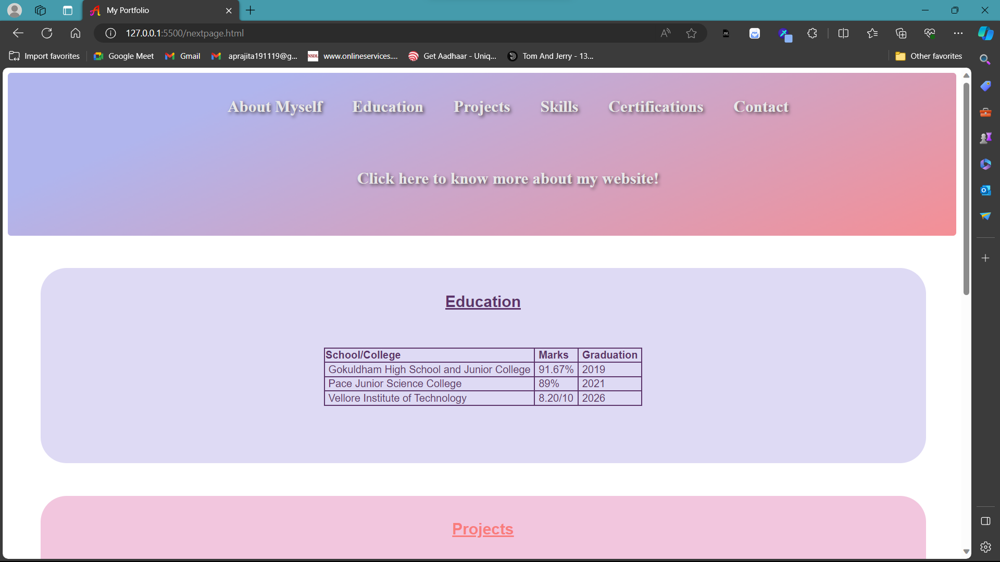 My Portfolio
127.0.0.1:5500/nextpage.html
Import favorites Google Meet Gmail aprajita191119@g... www.onlineservices.... Get Aadhaar - Uniq... Tom And Jerry - 13... Other favorites
About Myself Education Projects Skills Certifications Contact
Click here to know more about my website!
Education
School/College Marks Graduation
Gokuldham High School and Junior College 91.67% 2019
Pace Junior Science College 89% 2021
Vellore Institute of Technology 8.20/10 2026
Projects